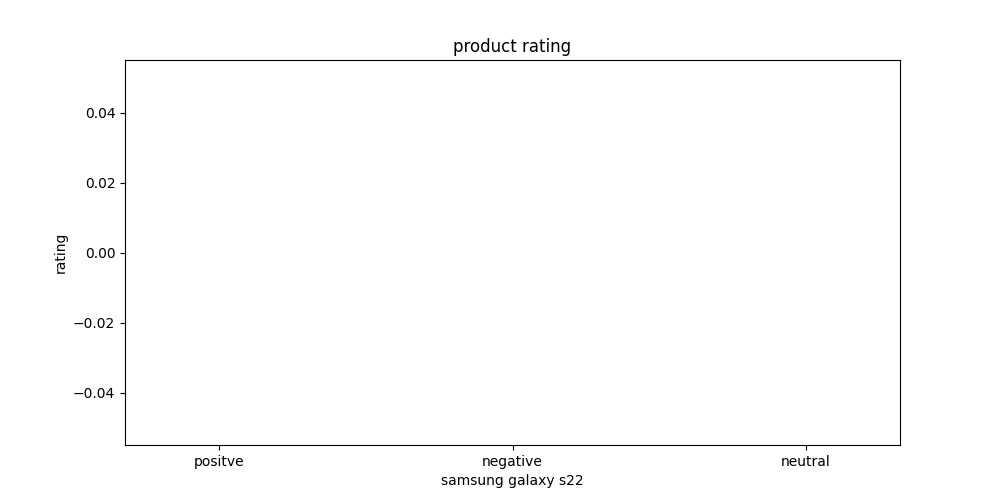 product rating
0.04
0.02
0.00
−0.02
−0.04
rating
positve negative neutral
samsung galaxy s22